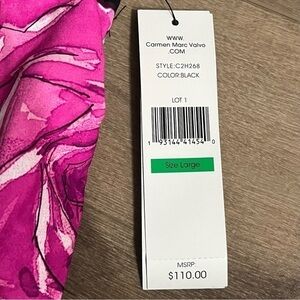 WWW.
Carmen Marc Valvo
.COM
STYLE:C2H268
COLOR:BLACK
LOT 1
1 93144 41454 0
Size Large
MSRP
$110.00